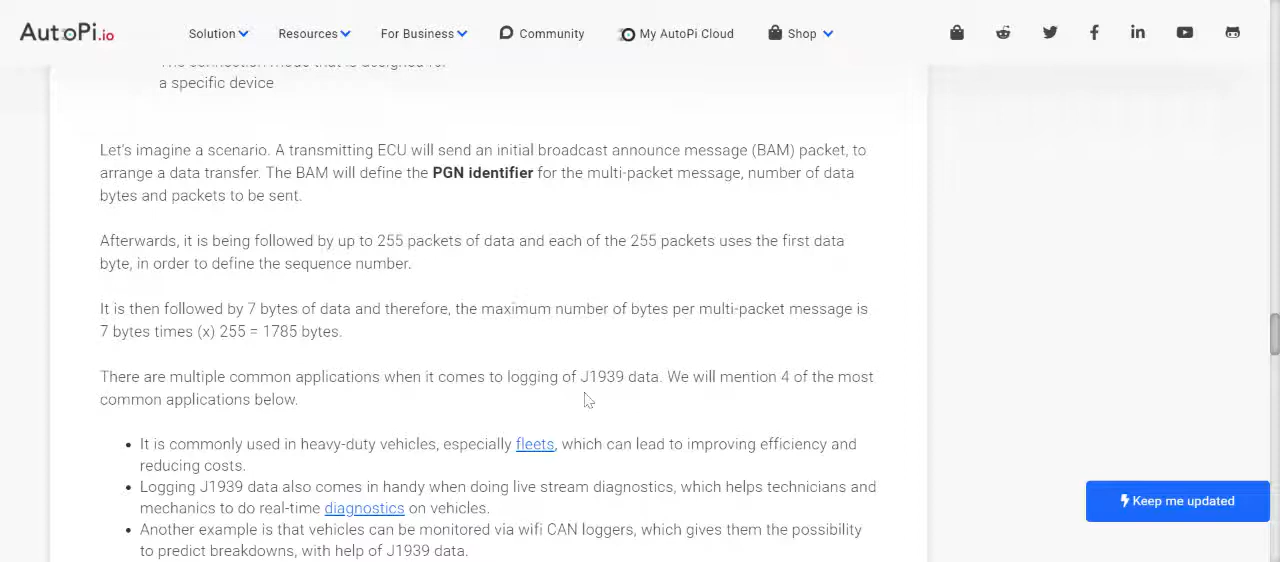 AutoPi.io
Solution
Resources
For Business
Community
My AutoPi Cloud
Shop
a specific device
Let's imagine a scenario. A transmitting ECU will send an initial broadcast announce message (BAM) packet, to
arrange a data transfer. The BAM will define the PGN identifier for the multi-packet message, number of data
bytes and packets to be sent.
Afterwards, it is being followed by up to 255 packets of data and each of the 255 packets uses the first data
byte, in order to define the sequence number.
It is then followed by 7 bytes of data and therefore, the maximum number of bytes per multi-packet message is
7 bytes times (x) 255 = 1785 bytes.
There are multiple common applications when it comes to logging of J1939 data. We will mention 4 of the most
common applications below.
It is commonly used in heavy-duty vehicles, especially fleets, which can lead to improving efficiency and
reducing costs.
Logging J1939 data also comes in handy when doing live stream diagnostics, which helps technicians and
mechanics to do real-time diagnostics on vehicles.
Another example is that vehicles can be monitored via wifi CAN loggers, which gives them the possibility
to predict breakdowns, with help of J1939 data.
Keep me updated